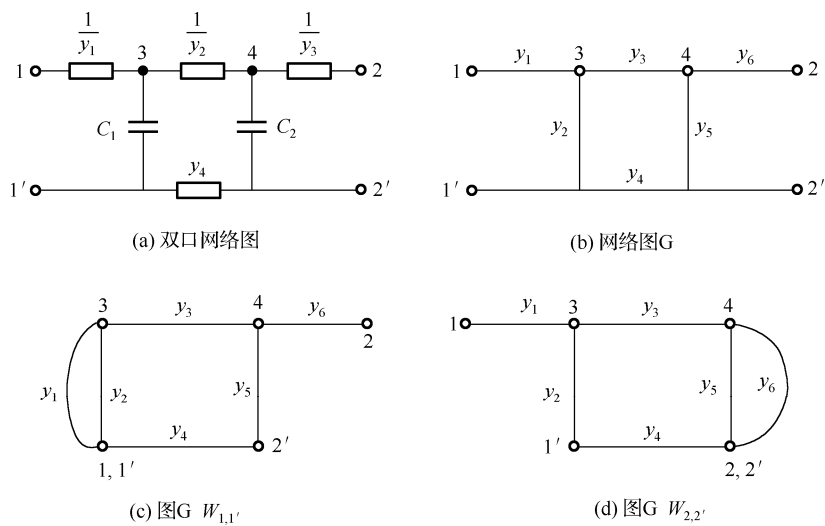 1/y₁ 3 1/y₂ 4 1/y₃
1 2
C₁ C₂
y₄
1′ 2′
(a) 双口网络图
y₁ 3 y₃ 4 y₆
1 2
y₂ y₅
y₄
1′ 2′
(b) 网络图G
3 y₃ 4 y₆
2
y₁ y₂ y₅
y₄
2′
1, 1′
(c) 图G W₁,₁′
y₁ 3 y₃ 4
1
y₂ y₅ y₆
y₄
1′ 2, 2′
(d) 图G W₂,₂′